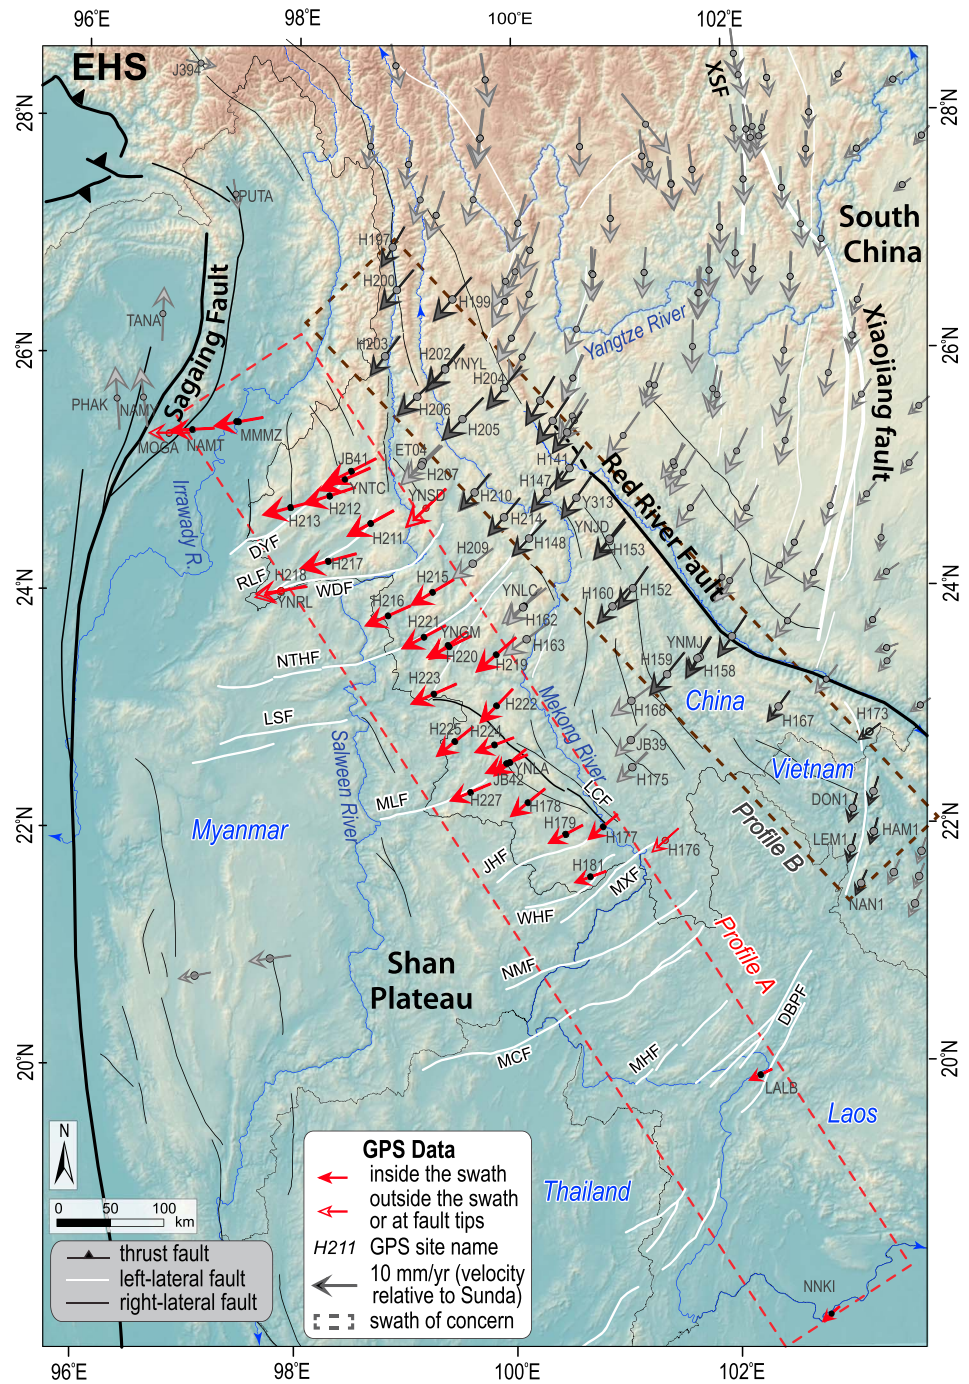 96°E 98°E 100°E 102°E
EHS
J394
XSF
28°N
28°N
PUTA
South
China
H197
H200
H199
TANA
Yangtze River
Sagaing Fault
Xiaojiang fault
26°N
26°N
H203
H202
YNYL
H204
PHAK
NAMY
H206
H205
MOGA
NAMT
MMMZ
ET04
JB41
H207
H141
Red River Fault
YNTC
YNSD
H210
H147
Y313
H213
H212
H214
YNJD
H211
H148
H153
Irrawady R.
DYF
H209
24°N
24°N
RLF
H218
H217
WDF
H215
YNLC
H160
H152
YNRL
H216
H162
H221
YNGM
H220
H163
YNMJ
NTHF
H219
H159
H158
H223
China
LSF
H222
H168
H167
H173
H225
H224
Mekong River
JB39
Salween River
YNLA
H175
Vietnam
JB42
LCF
MLF
H227
H178
DON1
22°N
22°N
Myanmar
H179
H177
Profile B
LEM1
HAM1
H176
JHF
H181
MXF
NAN1
WHF
Profile A
Shan
Plateau
NMF
DBPF
MCF
MHF
20°N
20°N
LALB
Laos
N
Thailand
0 50 100
km
GPS Data
inside the swath
outside the swath
or at fault tips
H211 GPS site name
10 mm/yr (velocity
relative to Sunda)
swath of concern
thrust fault
left-lateral fault
right-lateral fault
NNKI
96°E 98°E 100°E 102°E